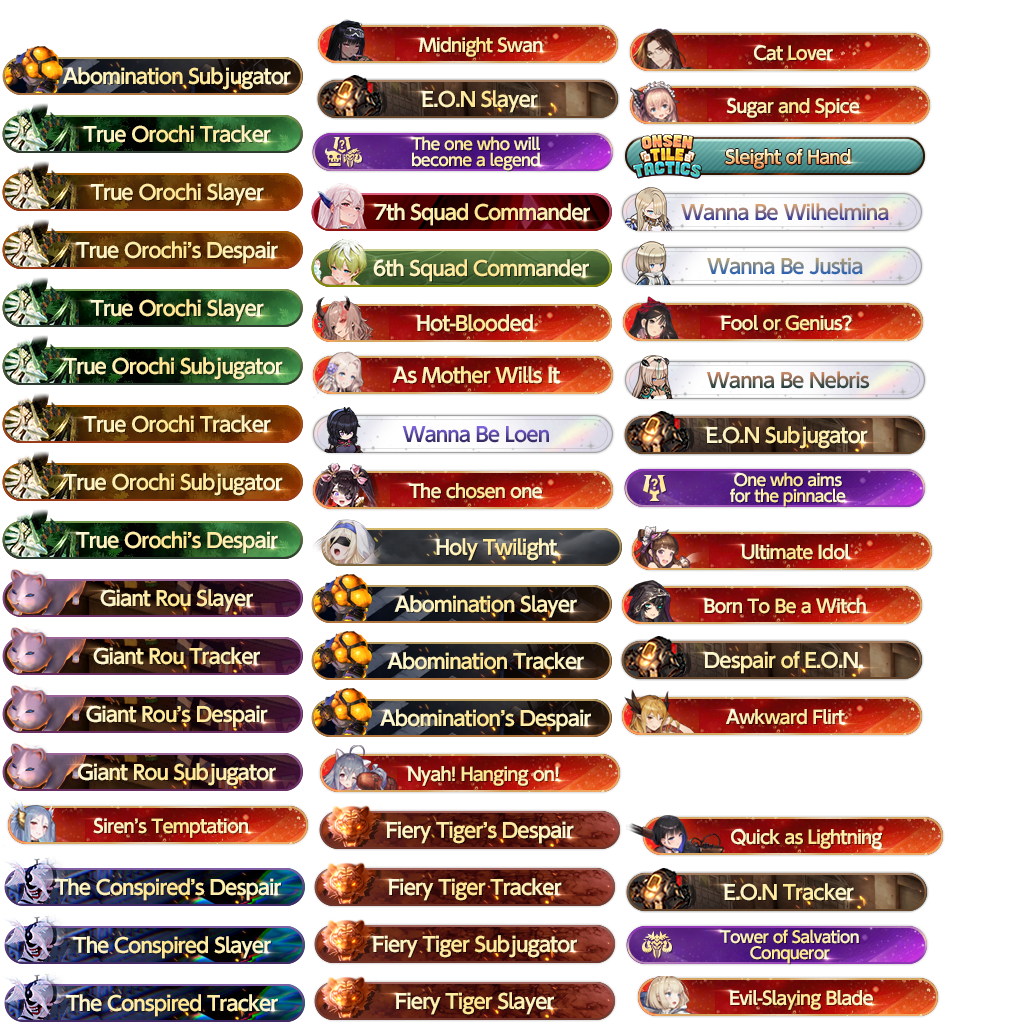 Abomination Subjugator
True Orochi Tracker
True Orochi Slayer
True Orochi's Despair
True Orochi Slayer
True Orochi Subjugator
True Orochi Tracker
True Orochi Subjugator
True Orochi's Despair
Giant Rou Slayer
Giant Rou Tracker
Giant Rou's Despair
Giant Rou Subjugator
Siren's Temptation
The Conspired's Despair
The Conspired Slayer
The Conspired Tracker
Midnight Swan
E.O.N Slayer
The one who will
become a legend
7th Squad Commander
6th Squad Commander
Hot-Blooded
As Mother Wills It
Wanna Be Loen
The chosen one
Holy Twilight
Abomination Slayer
Abomination Tracker
Abomination's Despair
Nyah! Hanging on!
Fiery Tiger's Despair
Fiery Tiger Tracker
Fiery Tiger Subjugator
Fiery Tiger Slayer
Cat Lover
Sugar and Spice
ONSEN
TILE
TACTICS
Sleight of Hand
Wanna Be Wilhelmina
Wanna Be Justia
Fool or Genius?
Wanna Be Nebris
E.O.N Subjugator
One who aims
for the pinnacle
Ultimate Idol
Born To Be a Witch
Despair of E.O.N.
Awkward Flirt
Quick as Lightning
E.O.N Tracker
Tower of Salvation
Conqueror
Evil-Slaying Blade